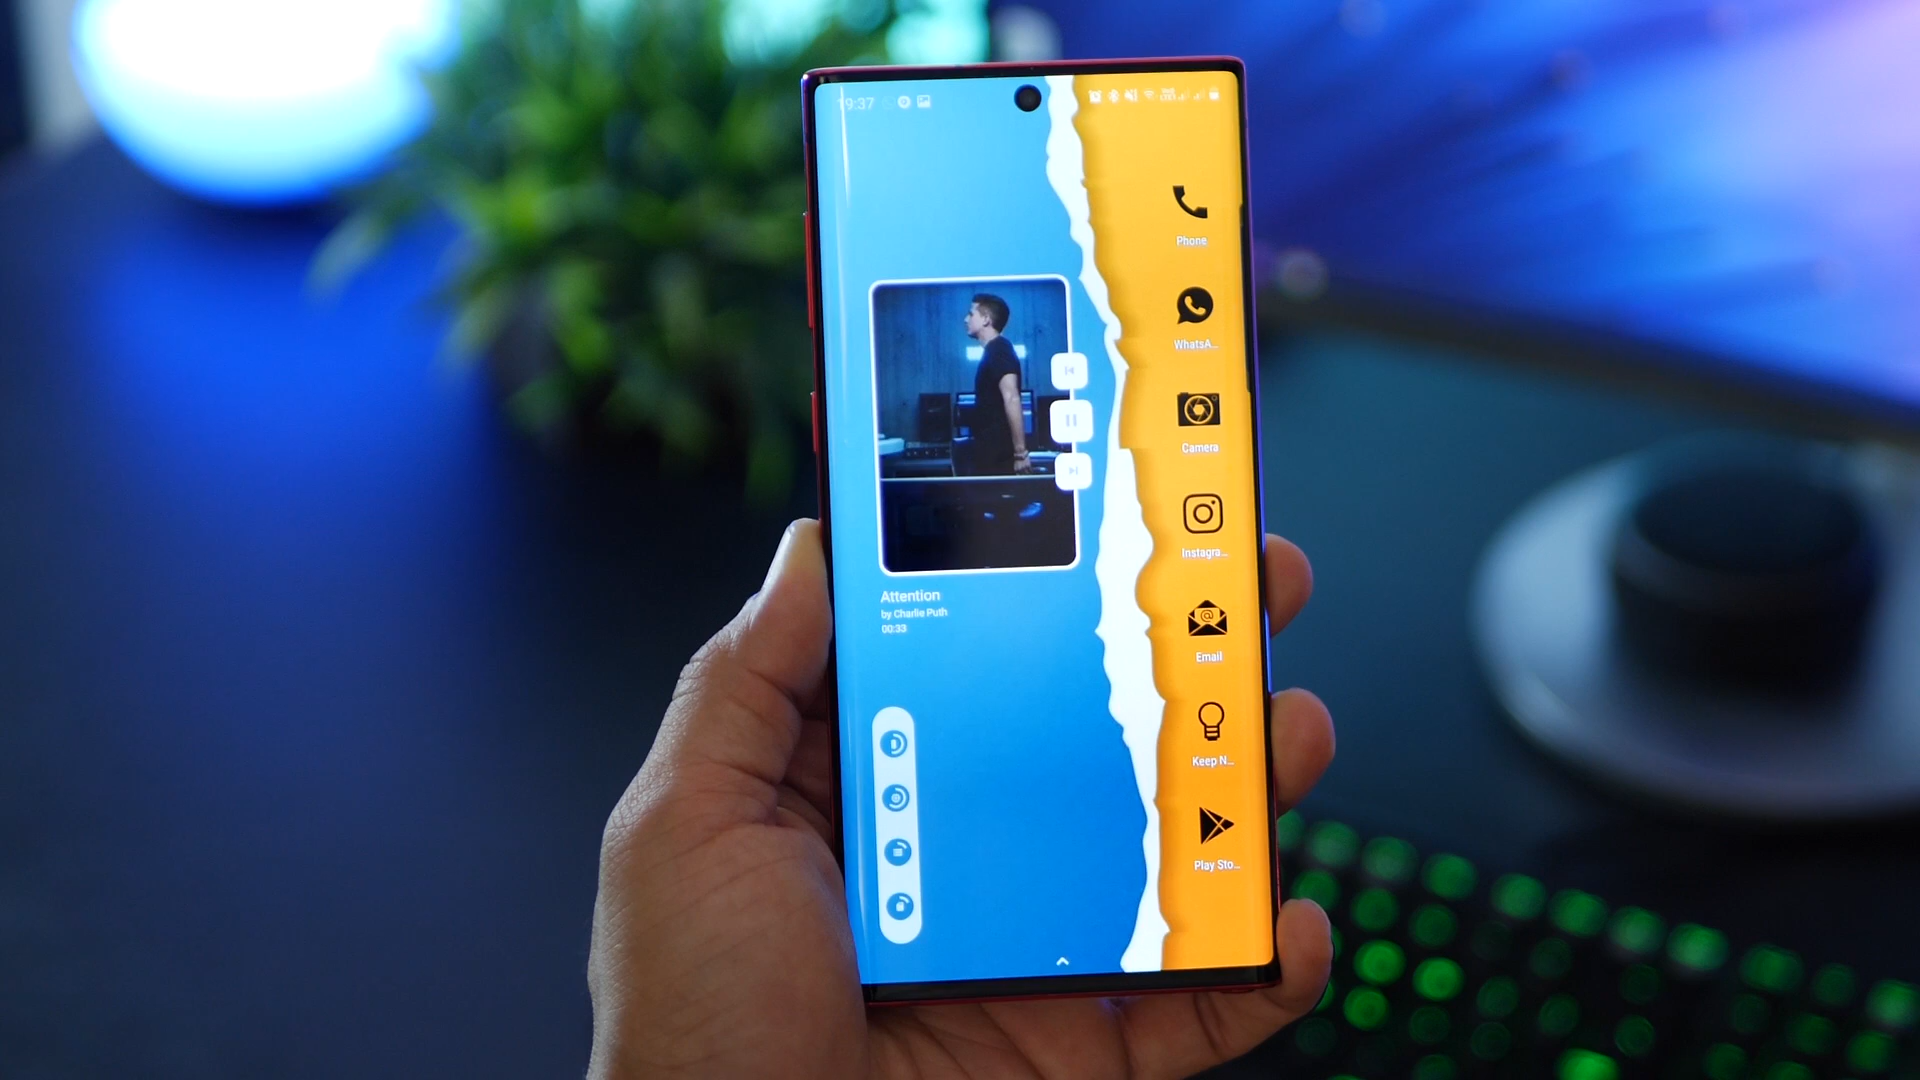 19:37
Phone
WhatsA...
Camera
Instagra...
Email
Keep N...
Play Sto...
Attention
by Charlie Puth
00:33